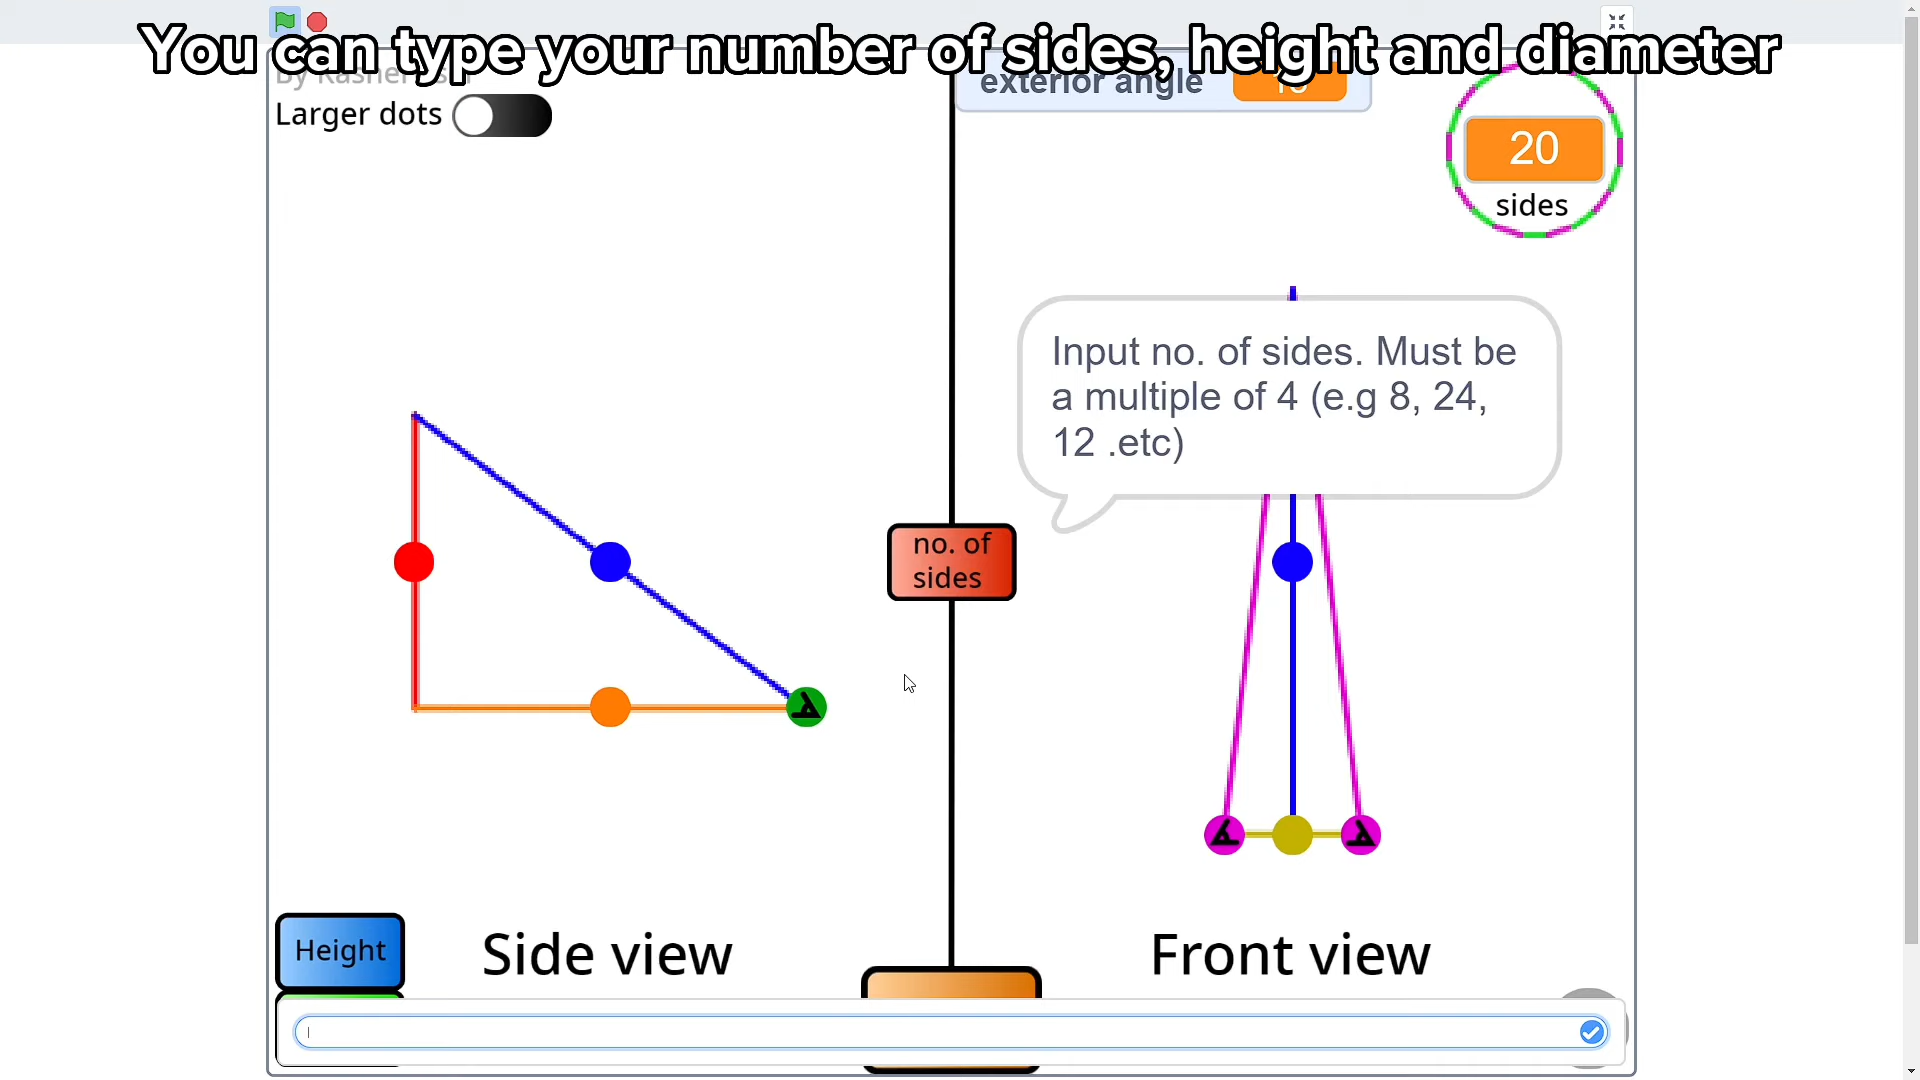 You can type your number of sides, height and diameter
Larger dots
exterior angle
20
sides
Input no. of sides. Must be
a multiple of 4 (e.g 8, 24,
12 .etc)
no. of
sides
Height
Side view
Front view